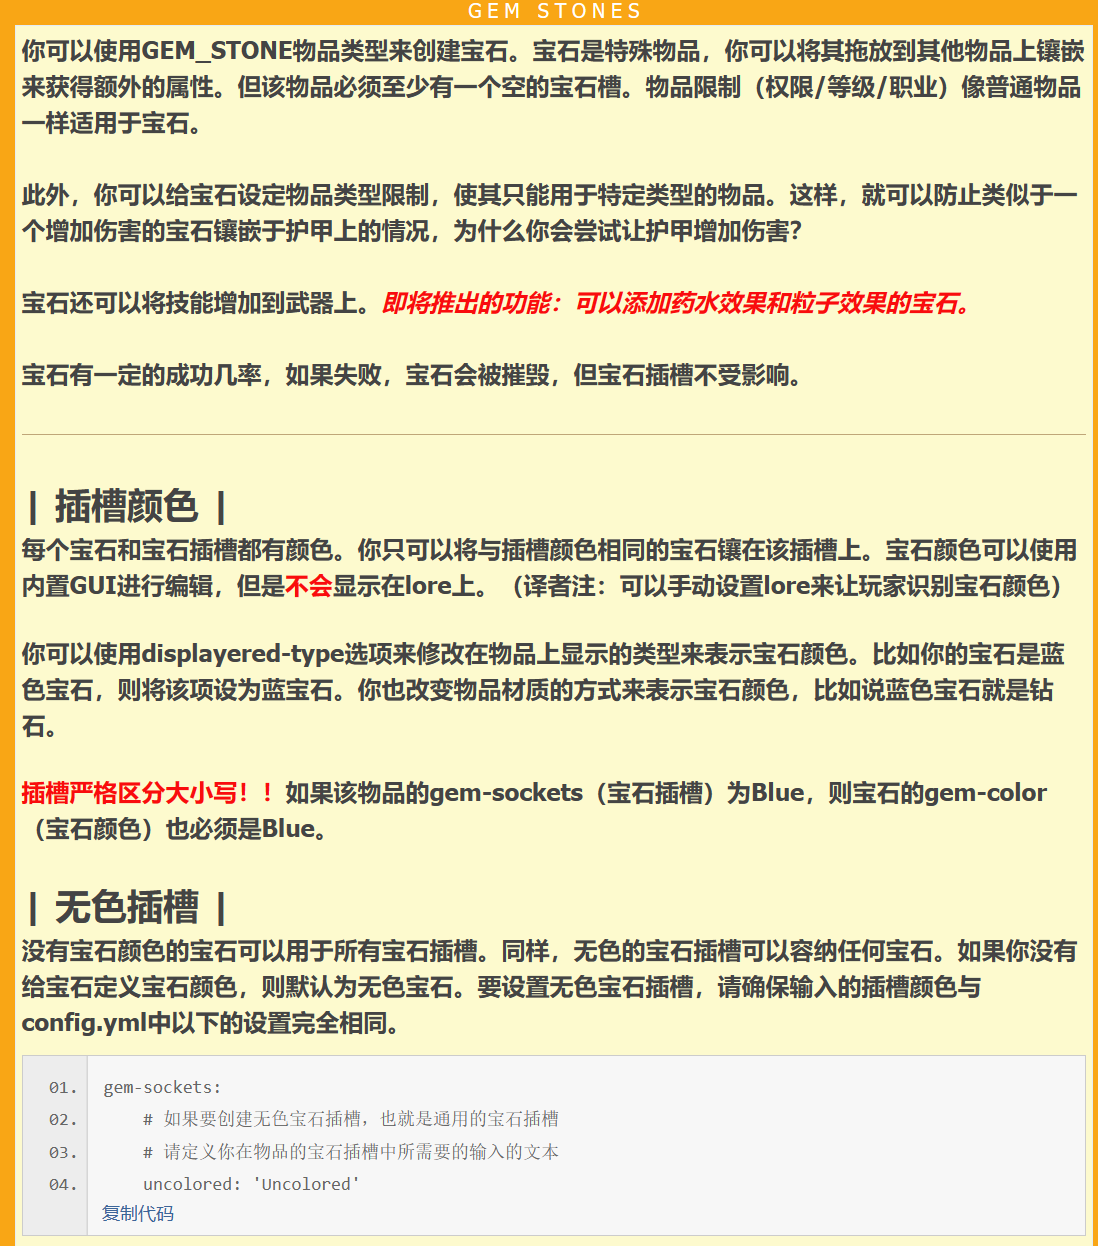 GEM STONES
你可以使用GEM_STONE物品类型来创建宝石。宝石是特殊物品，你可以将其拖放到其他物品上镶嵌
来获得额外的属性。但该物品必须至少有一个空的宝石槽。物品限制（权限/等级/职业）像普通物品
一样适用于宝石。
此外，你可以给宝石设定物品类型限制，使其只能用于特定类型的物品。这样，就可以防止类似于一
个增加伤害的宝石镶嵌于护甲上的情况，为什么你会尝试让护甲增加伤害？
宝石还可以将技能增加到武器上。即将推出的功能：可以添加药水效果和粒子效果的宝石。
宝石有一定的成功几率，如果失败，宝石会被摧毁，但宝石插槽不受影响。
| 插槽颜色 |
每个宝石和宝石插槽都有颜色。你只可以将与插槽颜色相同的宝石镶在该插槽上。宝石颜色可以使用
内置GUI进行编辑，但是不会显示在lore上。（译者注：可以手动设置lore来让玩家识别宝石颜色）
你可以使用displayered-type选项来修改在物品上显示的类型来表示宝石颜色。比如你的宝石是蓝
色宝石，则将该项设为蓝宝石。你也改变物品材质的方式来表示宝石颜色，比如说蓝色宝石就是钻
石。
插槽严格区分大小写！！如果该物品的gem-sockets（宝石插槽）为Blue，则宝石的gem-color
（宝石颜色）也必须是Blue。
| 无色插槽 |
没有宝石颜色的宝石可以用于所有宝石插槽。同样，无色的宝石插槽可以容纳任何宝石。如果你没有
给宝石定义宝石颜色，则默认为无色宝石。要设置无色宝石插槽，请确保输入的插槽颜色与
config.yml中以下的设置完全相同。
01. gem-sockets:
02. # 如果要创建无色宝石插槽，也就是通用的宝石插槽
03. # 请定义你在物品的宝石插槽中所需要的输入的文本
04. uncolored: 'Uncolored'
复制代码